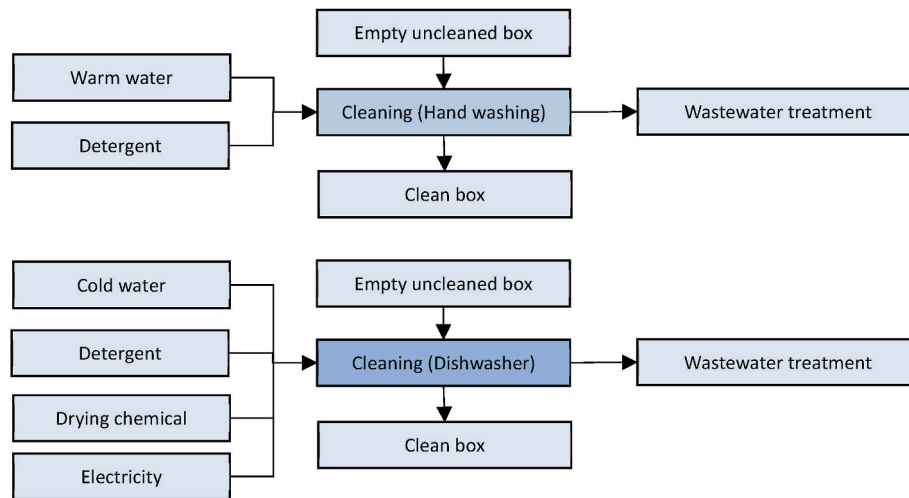 Empty uncleaned box
Warm water
Cleaning (Hand washing)
Wastewater treatment
Detergent
Clean box
Cold water
Empty uncleaned box
Detergent
Cleaning (Dishwasher)
Wastewater treatment
Drying chemical
Clean box
Electricity